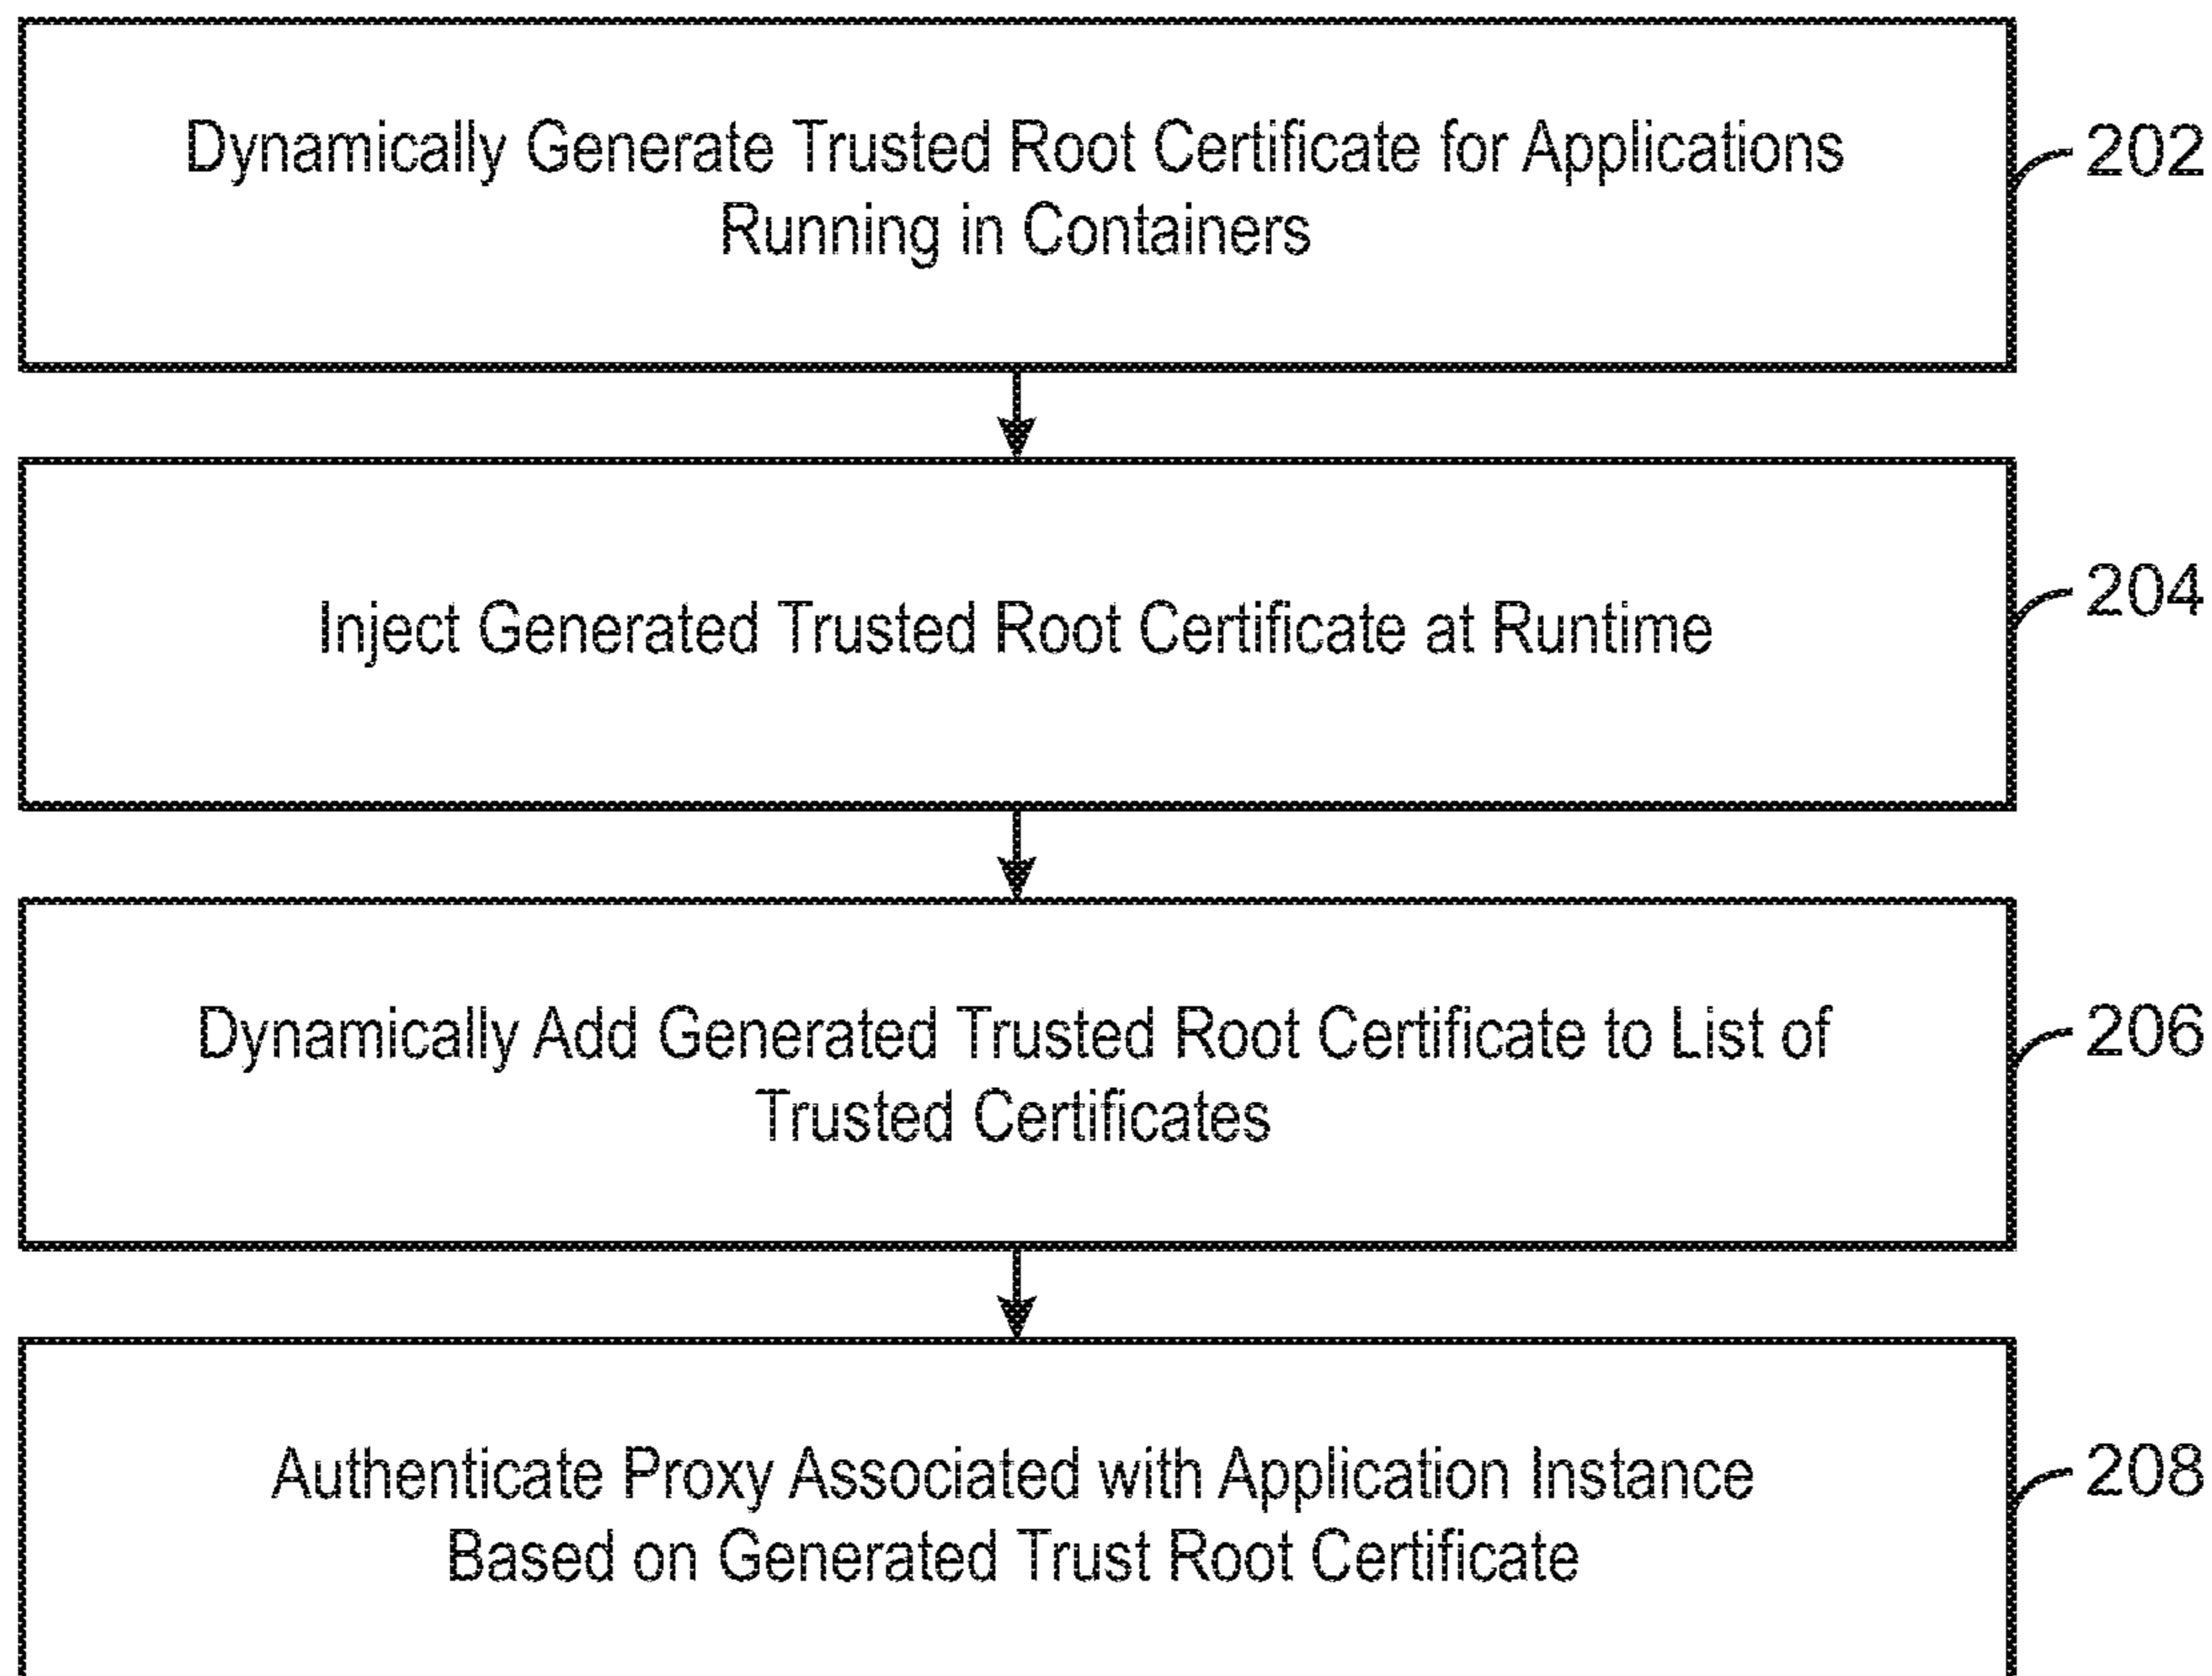 Dynamically Generate Trusted Root Certificate for Applications
Running in Containers
202
Inject Generated Trusted Root Certificate at Runtime
204
Dynamically Add Generated Trusted Root Certificate to List of
Trusted Certificates
206
Authenticate Proxy Associated with Application Instance
Based on Generated Trust Root Certificate
208